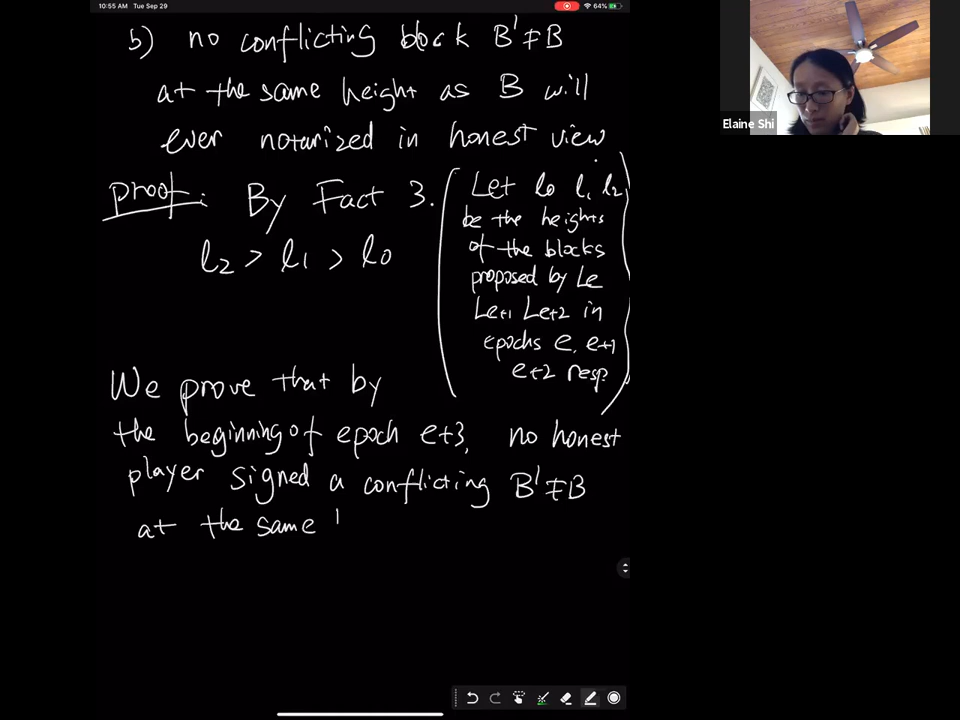 10:55 AM Tue Sep 29
64%
b) no conflicting block B' ≠ B
at the same height as B will
ever notarized in honest view
Proof: By Fact 3.
l2 > l1 > l0
(Let l0 l1 l2
be the heights
of the blocks
proposed by Le
Le+1 Le+2 in
epochs e, e+1
e+2 resp)
We prove that by
the beginning of epoch e+3, no honest
player signed a conflicting B' ≠ B
at the same
Elaine Shi